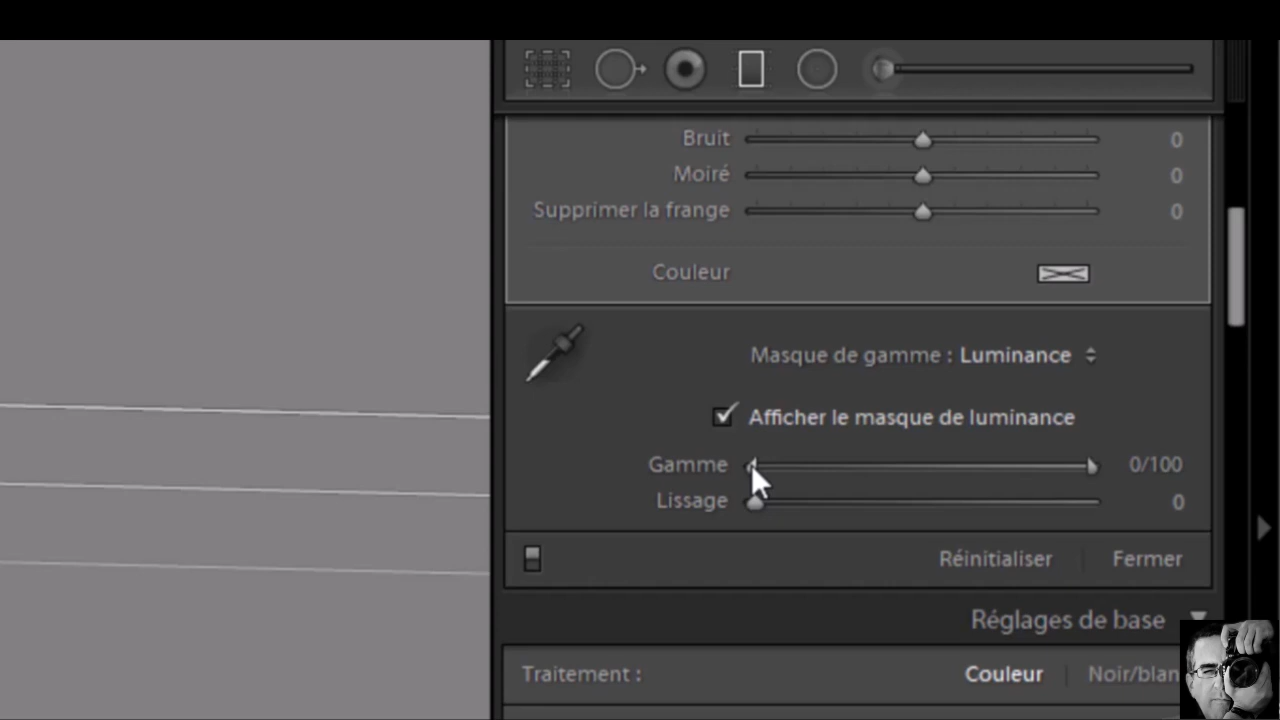 Bruit 0
Moiré 0
Supprimer la frange 0
Couleur
Masque de gamme : Luminance
Afficher le masque de luminance
Gamme 0/100
Lissage 0
Réinitialiser Fermer
Réglages de base
Traitement : Couleur Noir/blan